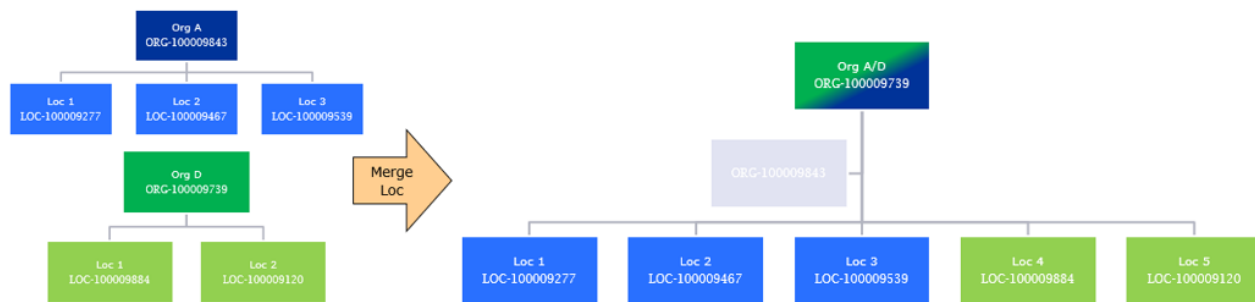 Org A
ORG-100009843
Loc 1
LOC-100009277
Loc 2
LOC-100009467
Loc 3
LOC-100009539
Org D
ORG-100009739
Loc 1
LOC-100009884
Loc 2
LOC-100009120
Merge
Loc
Org A/D
ORG-100009739
ORG-100009843
Loc 1
LOC-100009277
Loc 2
LOC-100009467
Loc 3
LOC-100009539
Loc 4
LOC-100009884
Loc 5
LOC-100009120